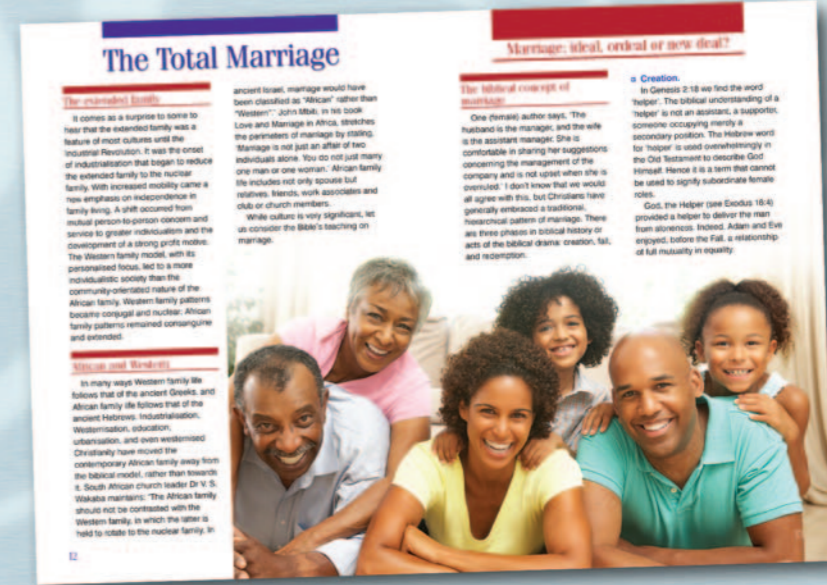 The Total Marriage
The extended family
It comes as a surprise to some to
hear that the extended family was a
feature of most cultures until the
Industrial Revolution. It was the onset
of industrialisation that began to reduce
the extended family to the nuclear
family. With increased mobility came a
new emphasis on independence in
family living. A shift occurred from
mutual person-to-person concern and
service to greater individualism and the
development of a strong profit motive.
The Western family model, with its
personalised focus, led to a more
individualistic society than the
community-orientated nature of the
African family. Western family patterns
became conjugal and nuclear. African
family patterns remained consanguine
and extended.
African and Western
In many ways Western family life
follows that of the ancient Greeks, and
African family life follows that of the
ancient Hebrews. Industrialisation,
Westernisation, education,
urbanisation, and even westernised
Christianity have moved the
contemporary African family away from
the biblical model, rather than towards
it. South African church leader Dr V. S.
Wakaba maintains: 'The African family
should not be contrasted with the
Western family, in which the latter is
held to rotate to the nuclear family. In
12
ancient Israel, marriage would have
been classified as "African" rather than
"Western".' John Mbiti, in his book
Love and Marriage in Africa, stretches
the perimeters of marriage by stating,
'Marriage is not just an affair of two
individuals alone. You do not just marry
one man or one woman.' African family
life includes not only spouse but
relatives, friends, work associates and
club or church members.
While culture is very significant, let
us consider the Bible's teaching on
marriage.
Marriage: ideal, ordeal or new deal?
The biblical concept of
marriage
One (female) author says, 'The
husband is the manager, and the wife
is the assistant manager. She is
comfortable in sharing her suggestions
concerning the management of the
company and is not upset when she is
overruled.' I don't know that we would
all agree with this, but Christians have
generally embraced a traditional,
hierarchical pattern of marriage. There
are three phases in biblical history or
acts of the biblical drama: creation, fall,
and redemption.
Creation.
In Genesis 2:18 we find the word
'helper'. The biblical understanding of a
'helper' is not an assistant, a supporter,
someone occupying merely a
secondary position. The Hebrew word
for 'helper' is used overwhelmingly in
the Old Testament to describe God
Himself. Hence it is a term that cannot
be used to signify subordinate female
roles.
God, the Helper (see Exodus 18:4)
provided a helper to deliver the man
from aloneness. Indeed, Adam and Eve
enjoyed, before the Fall, a relationship
of full mutuality in equality.